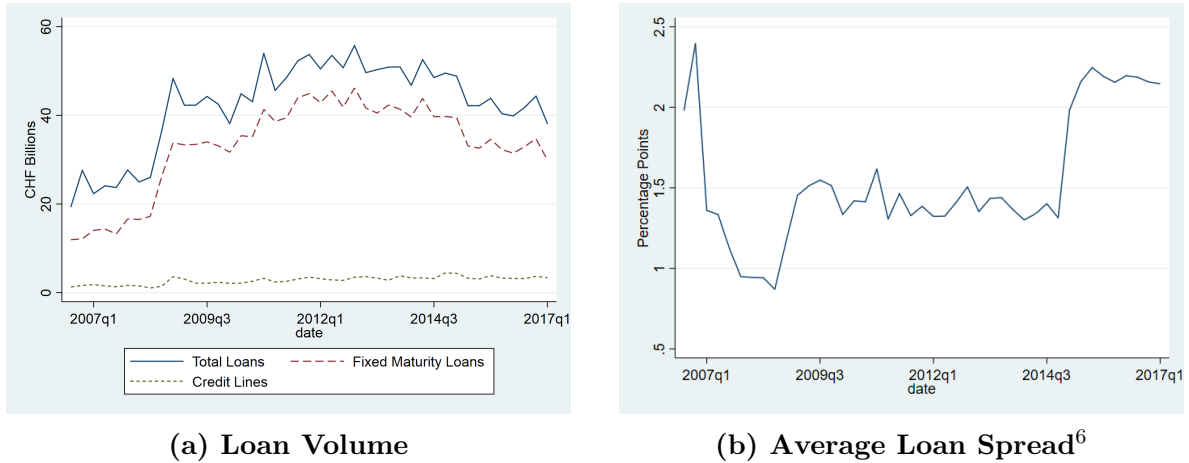 60
40
20
0
CHF Billions
2007q1 2009q3 2012q1 2014q3 2017q1
date
Total Loans Fixed Maturity Loans
Credit Lines
(a) Loan Volume
2.5
2
1.5
1
.5
Percentage Points
2007q1 2009q3 2012q1 2014q3 2017q1
date
(b) Average Loan Spread⁶